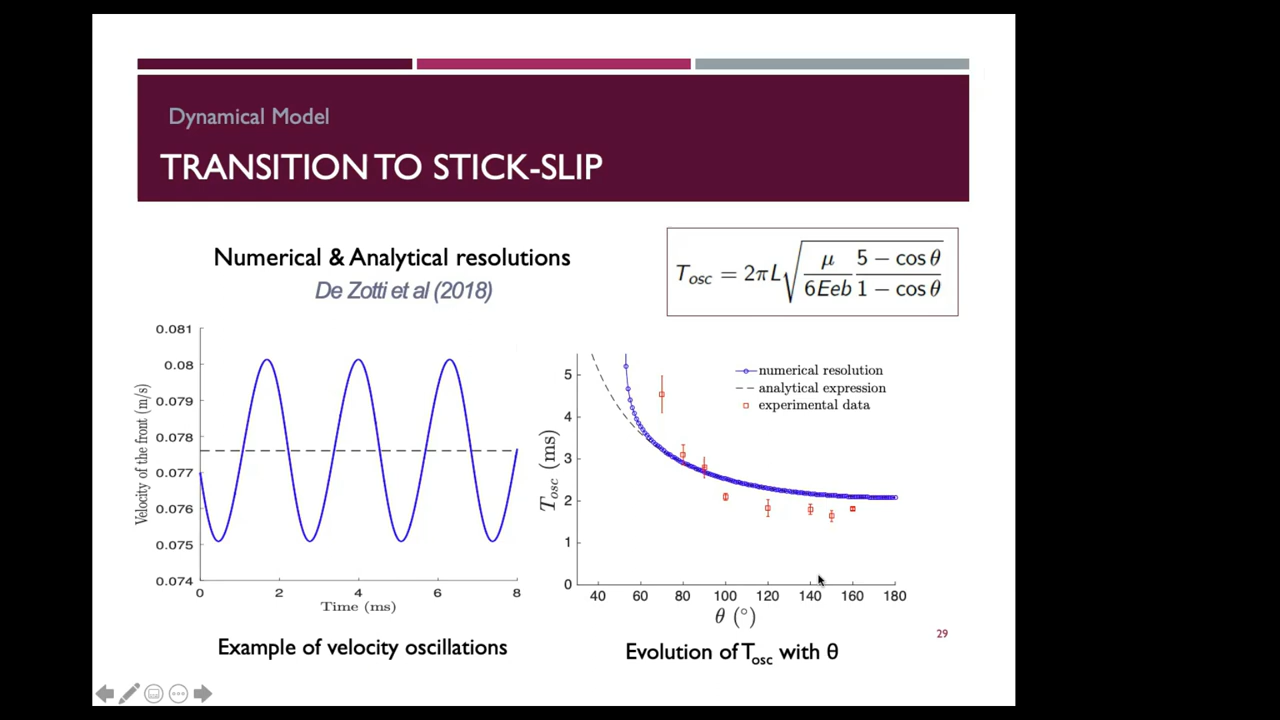 Dynamical Model
TRANSITION TO STICK-SLIP
Numerical & Analytical resolutions
De Zotti et al (2018)
T_osc = 2πL√(μ/6Eeb (5 − cos θ)/(1 − cos θ))
0.081
0.08
0.079
0.078
0.077
0.076
0.075
0.074
Velocity of the front (m/s)
0 2 4 6 8
Time (ms)
Example of velocity oscillations
5
4
3
2
1
0
T_osc (ms)
numerical resolution
analytical expression
experimental data
40 60 80 100 120 140 160 180
θ (°)
Evolution of T_osc with θ
29